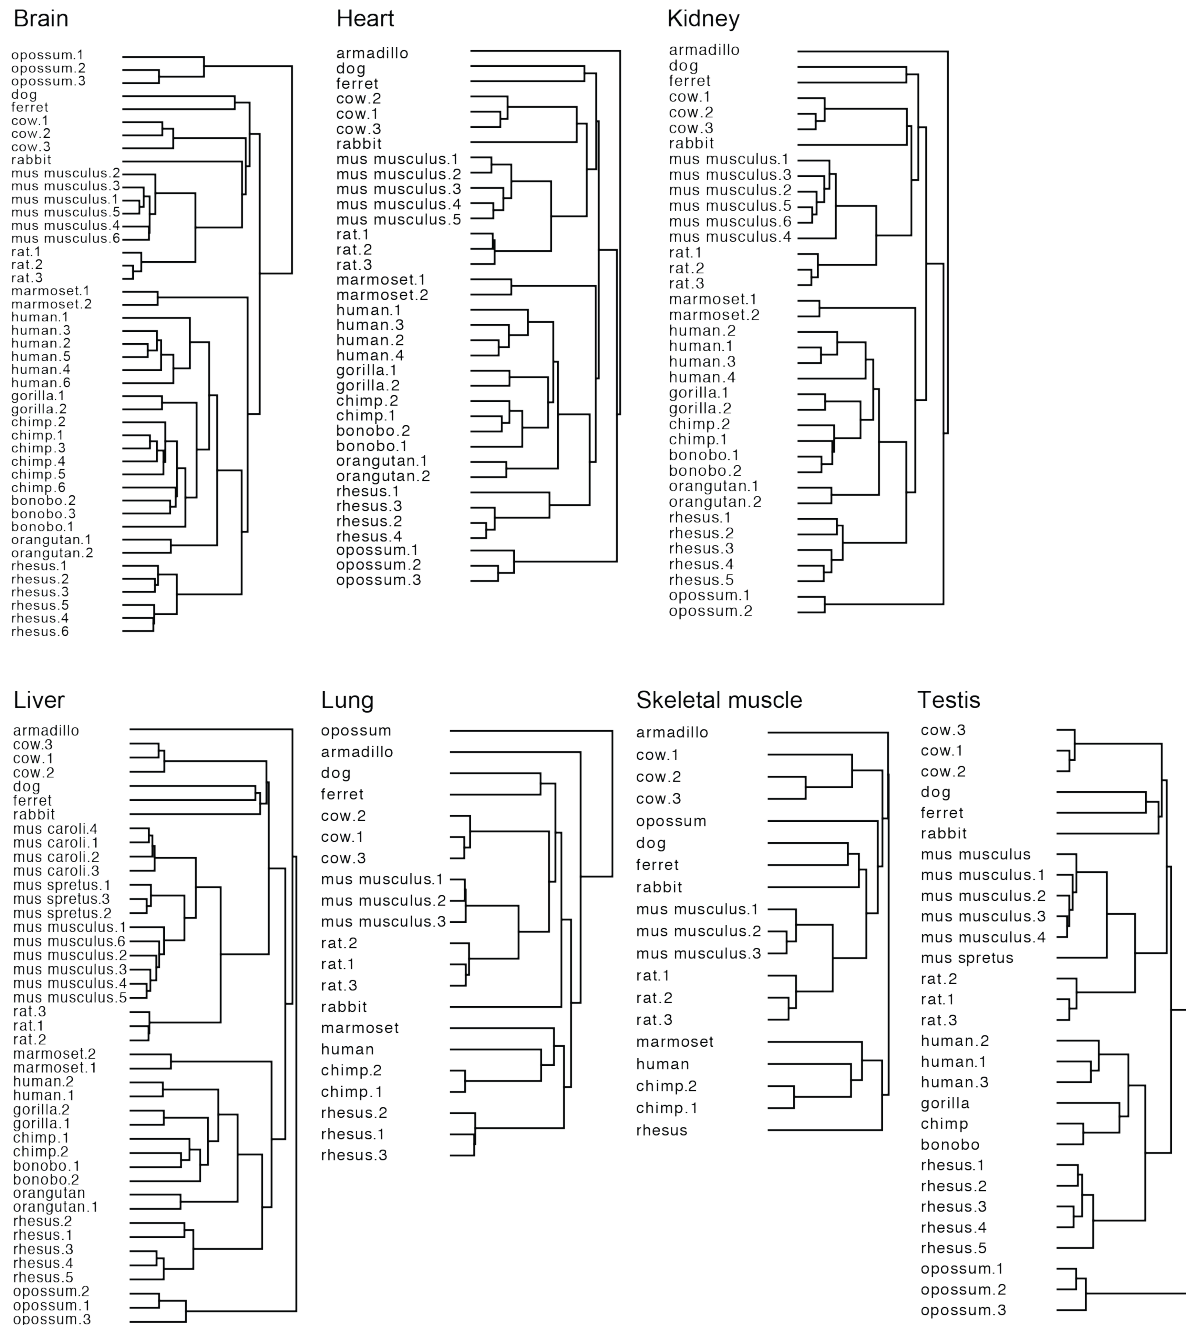 Brain
opossum.1
opossum.2
opossum.3
dog
ferret
cow.1
cow.2
cow.3
rabbit
mus musculus.2
mus musculus.3
mus musculus.1
mus musculus.5
mus musculus.4
mus musculus.6
rat.1
rat.2
rat.3
marmoset.1
marmoset.2
human.1
human.3
human.2
human.5
human.4
human.6
gorilla.1
gorilla.2
chimp.2
chimp.1
chimp.3
chimp.4
chimp.5
chimp.6
bonobo.2
bonobo.3
bonobo.1
orangutan.1
orangutan.2
rhesus.1
rhesus.2
rhesus.3
rhesus.5
rhesus.4
rhesus.6
Heart
armadillo
dog
ferret
cow.2
cow.1
cow.3
rabbit
mus musculus.1
mus musculus.2
mus musculus.3
mus musculus.4
mus musculus.5
rat.1
rat.2
rat.3
marmoset.1
marmoset.2
human.1
human.3
human.2
human.4
gorilla.1
gorilla.2
chimp.2
chimp.1
bonobo.2
bonobo.1
orangutan.1
orangutan.2
rhesus.1
rhesus.3
rhesus.2
rhesus.4
opossum.1
opossum.2
opossum.3
Kidney
armadillo
dog
ferret
cow.1
cow.2
cow.3
rabbit
mus musculus.1
mus musculus.3
mus musculus.2
mus musculus.5
mus musculus.6
mus musculus.4
rat.1
rat.2
rat.3
marmoset.1
marmoset.2
human.2
human.1
human.3
human.4
gorilla.1
gorilla.2
chimp.2
chimp.1
bonobo.1
bonobo.2
orangutan.1
orangutan.2
rhesus.1
rhesus.2
rhesus.3
rhesus.4
rhesus.5
opossum.1
opossum.2
Liver
armadillo
cow.3
cow.1
cow.2
dog
ferret
rabbit
mus caroli.4
mus caroli.1
mus caroli.2
mus caroli.3
mus spretus.1
mus spretus.3
mus spretus.2
mus musculus.1
mus musculus.6
mus musculus.2
mus musculus.3
mus musculus.4
mus musculus.5
rat.3
rat.1
rat.2
marmoset.2
marmoset.1
human.2
human.1
gorilla.2
gorilla.1
chimp.1
chimp.2
bonobo.1
bonobo.2
orangutan
orangutan.1
rhesus.2
rhesus.1
rhesus.3
rhesus.4
rhesus.5
opossum.2
opossum.1
opossum.3
Lung
opossum
armadillo
dog
ferret
cow.2
cow.1
cow.3
mus musculus.1
mus musculus.2
mus musculus.3
rat.2
rat.1
rat.3
rabbit
marmoset
human
chimp.2
chimp.1
rhesus.2
rhesus.1
rhesus.3
Skeletal muscle
armadillo
cow.1
cow.2
cow.3
opossum
dog
ferret
rabbit
mus musculus.1
mus musculus.2
mus musculus.3
rat.1
rat.2
rat.3
marmoset
human
chimp.2
chimp.1
rhesus
Testis
cow.3
cow.1
cow.2
dog
ferret
rabbit
mus musculus
mus musculus.1
mus musculus.2
mus musculus.3
mus musculus.4
mus spretus
rat.2
rat.1
rat.3
human.2
human.1
human.3
gorilla
chimp
bonobo
rhesus.1
rhesus.2
rhesus.3
rhesus.4
rhesus.5
opossum.1
opossum.2
opossum.3